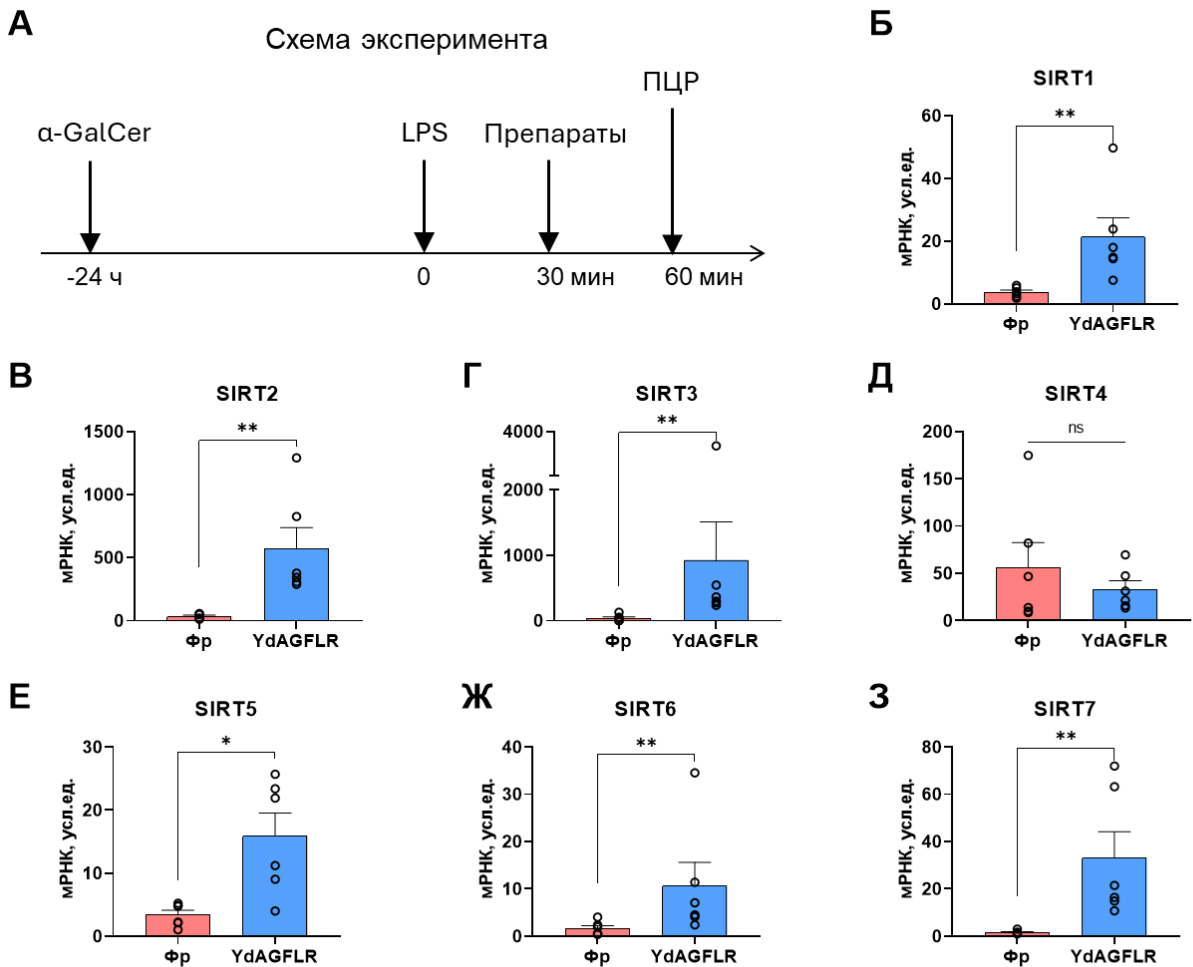 А
Схема эксперимента
α-GalCer
LPS
Препараты
ПЦР
-24 ч
0
30 мин
60 мин
Б
SIRT1
**
мРНК, усл.ед.
60
40
20
0
Фр
YdAGFLR
В
SIRT2
**
мРНК, усл.ед.
1500
1000
500
0
Фр
YdAGFLR
Г
SIRT3
**
мРНК, усл.ед.
4000
2000
1000
0
Фр
YdAGFLR
Д
SIRT4
ns
мРНК, усл.ед.
200
150
100
50
0
Фр
YdAGFLR
Е
SIRT5
*
мРНК, усл.ед.
30
20
10
0
Фр
YdAGFLR
Ж
SIRT6
**
мРНК, усл.ед.
40
30
20
10
0
Фр
YdAGFLR
З
SIRT7
**
мРНК, усл.ед.
80
60
40
20
0
Фр
YdAGFLR